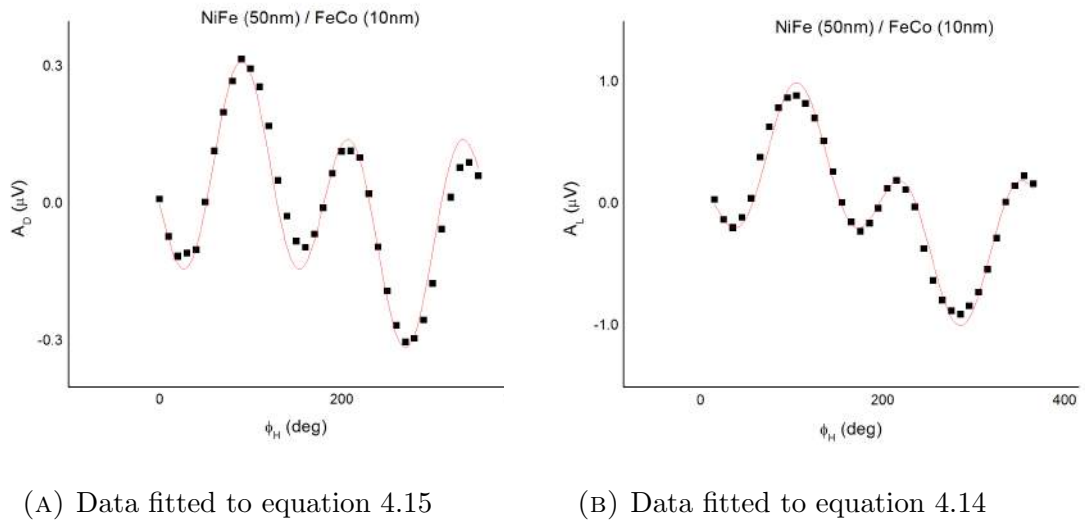 NiFe (50nm) / FeCo (10nm)
0.3
0.0
-0.3
A_D (μV)
0
200
ϕ_H (deg)
NiFe (50nm) / FeCo (10nm)
1.0
0.0
-1.0
A_L (μV)
0
200
400
ϕ_H (deg)
(A) Data fitted to equation 4.15
(B) Data fitted to equation 4.14